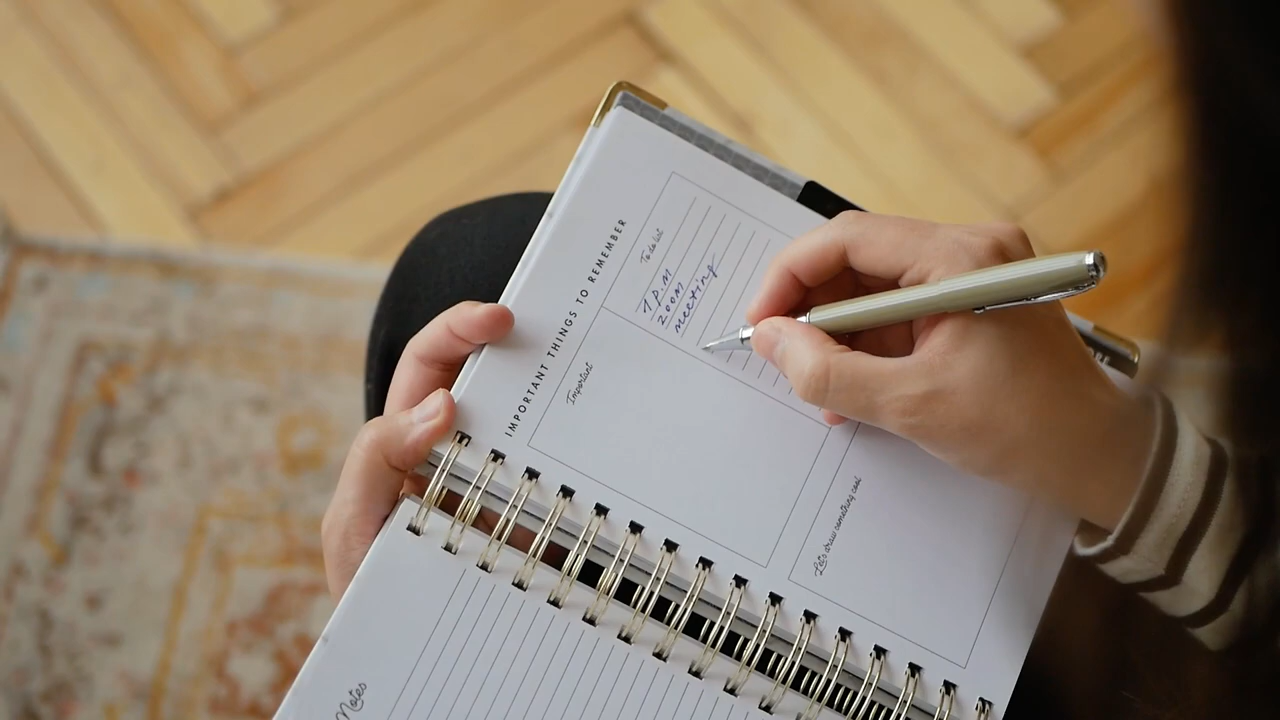 IMPORTANT THINGS TO REMEMBER
To do list
1 P.M
zoom
meeting
Important
Let's draw something cool
Notes